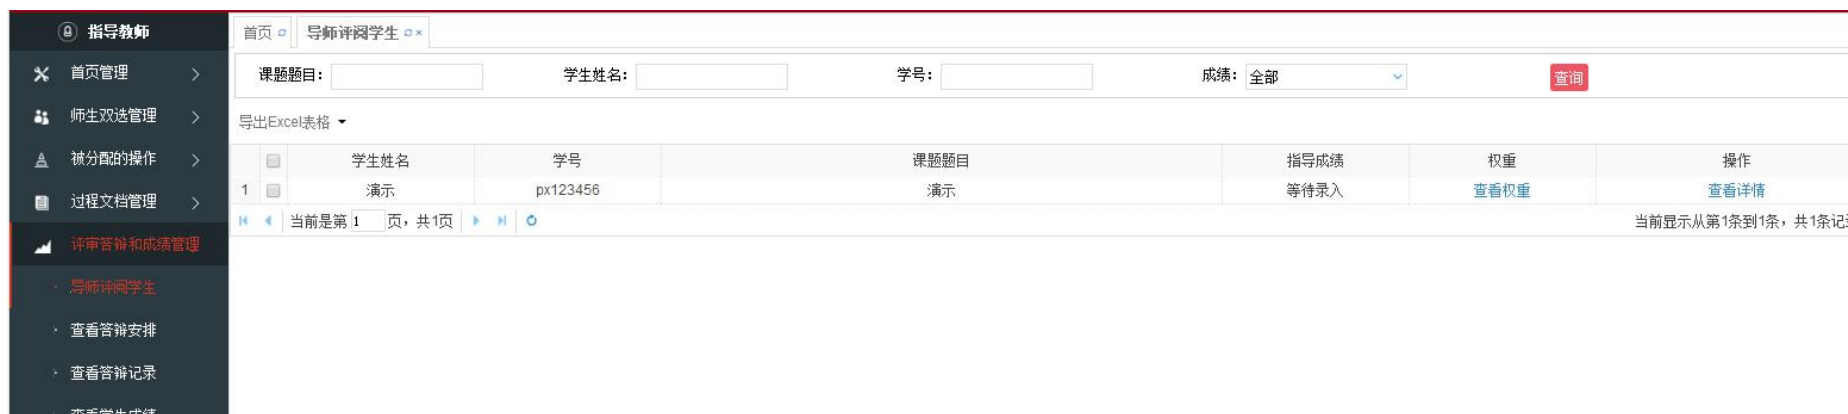 指导教师
首页 导师评阅学生
首页管理
课题题目: 学生姓名: 学号: 成绩: 全部 查询
师生双选管理
导出Excel表格
被分配的操作
学生姓名 学号 课题题目 指导成绩 权重 操作
1 演示 px123456 演示 等待录入 查看权重 查看详情
过程文档管理
当前是第 1 页，共1页
当前显示从第1条到1条，共1条记
评审答辩和成绩管理
导师评阅学生
查看答辩安排
查看答辩记录
查看学生成绩